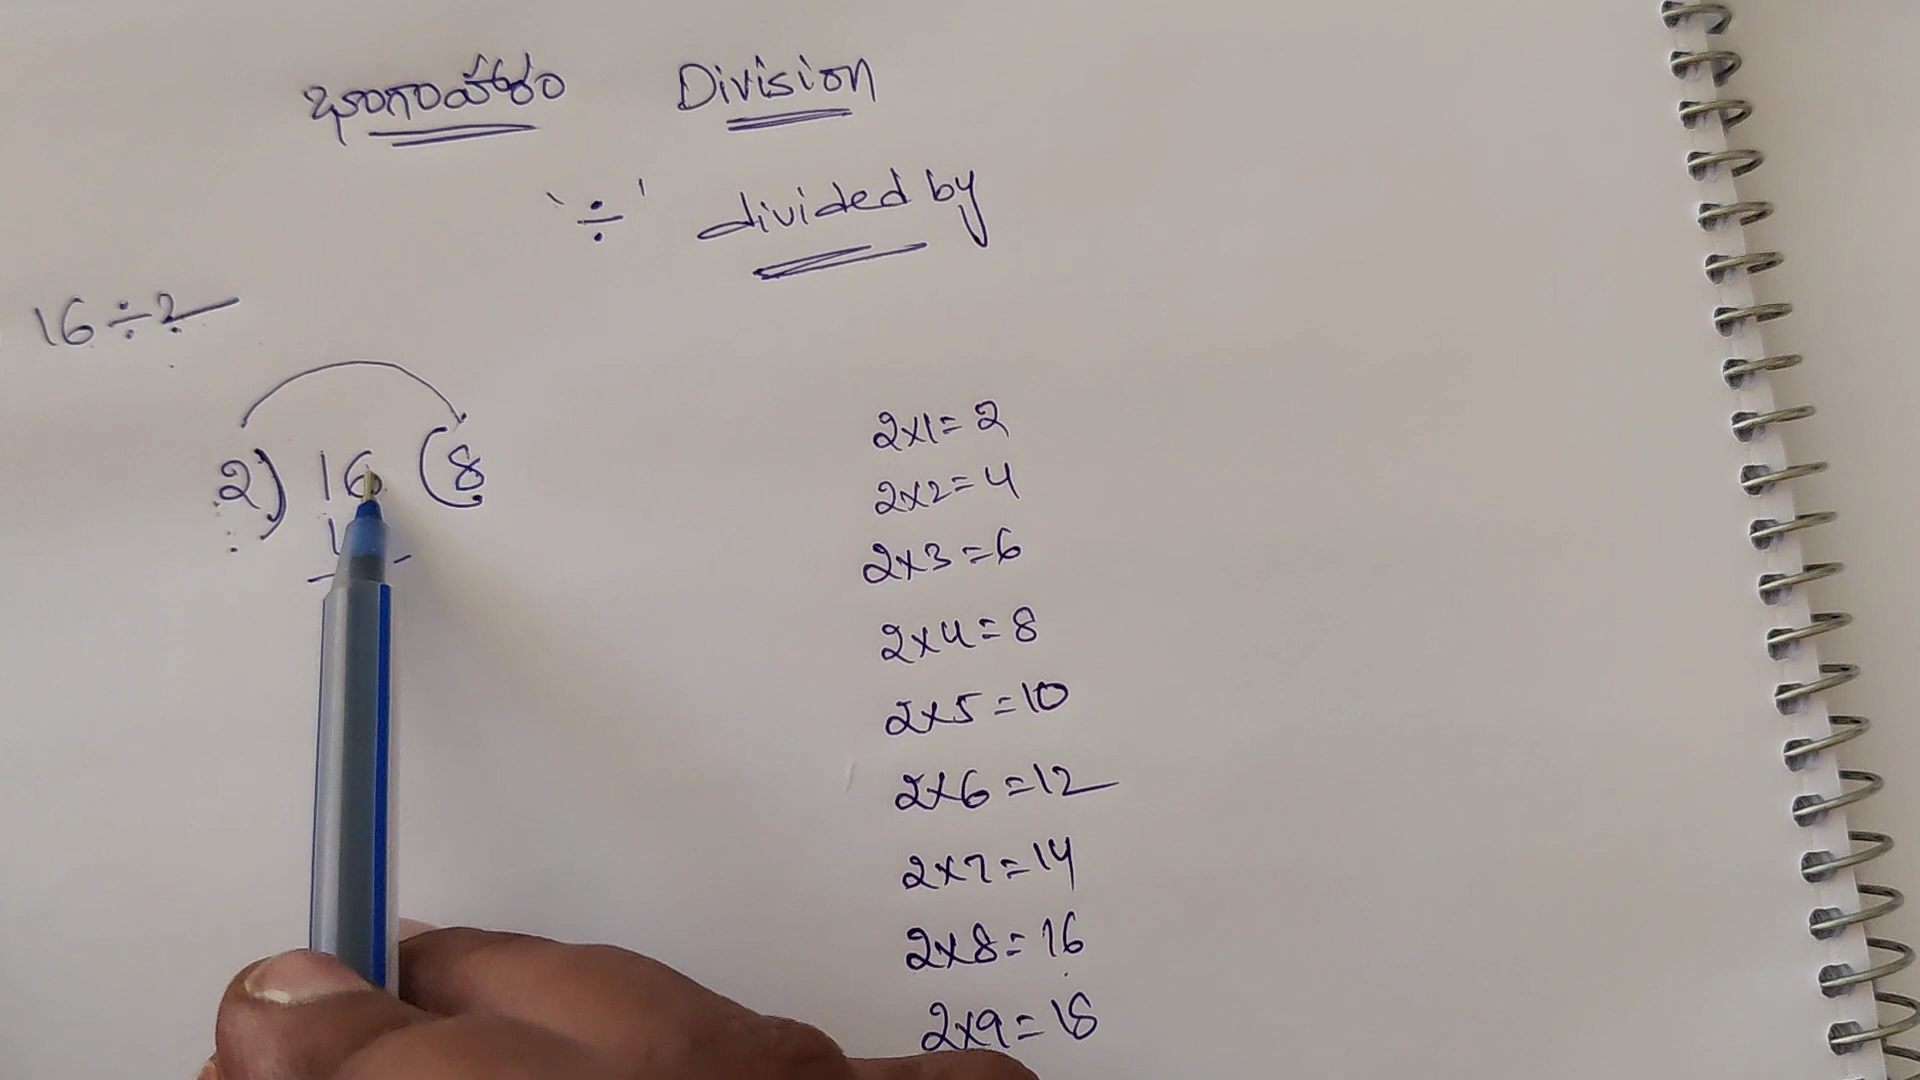 భాగాహారం Division
'÷' divided by
16÷2
2) 16 (8
1
2x1=2
2x2=4
2x3=6
2x4=8
2x5=10
2x6=12
2x7=14
2x8=16
2x9=18